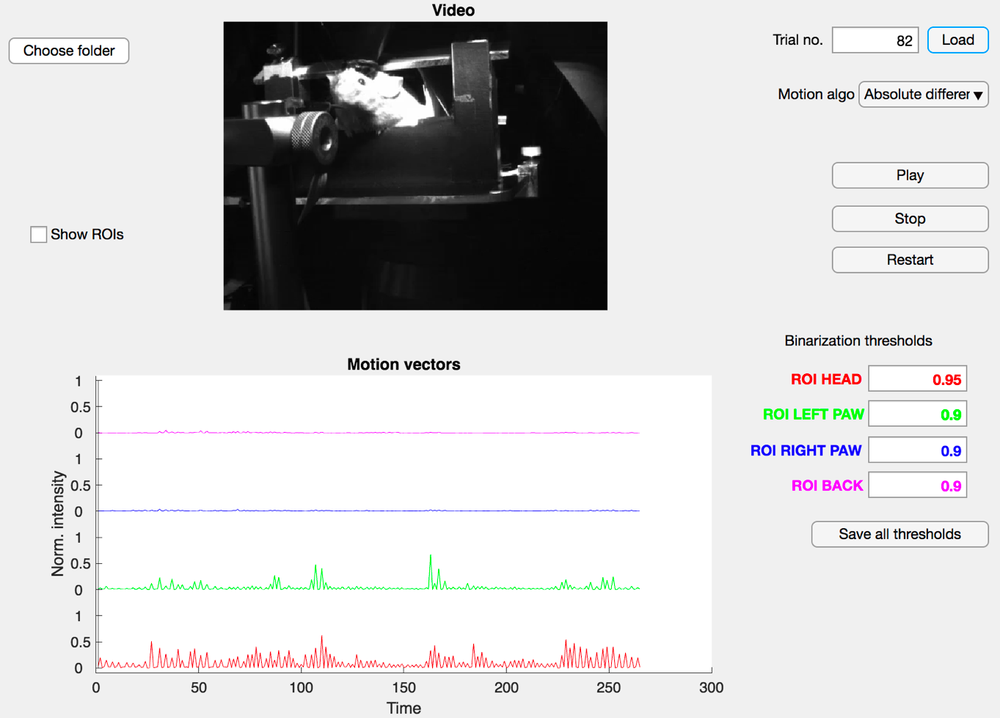 Video
Choose folder
Trial no. 82 Load
Motion algo Absolute differer
Play
Show ROIs
Stop
Restart
Binarization thresholds
Motion vectors
ROI HEAD 0.95
ROI LEFT PAW 0.9
ROI RIGHT PAW 0.9
ROI BACK 0.9
Save all thresholds
Norm. intensity
1
0.5
0
1
0.5
0
1
0.5
0
1
0.5
0
0 50 100 150 200 250 300
Time